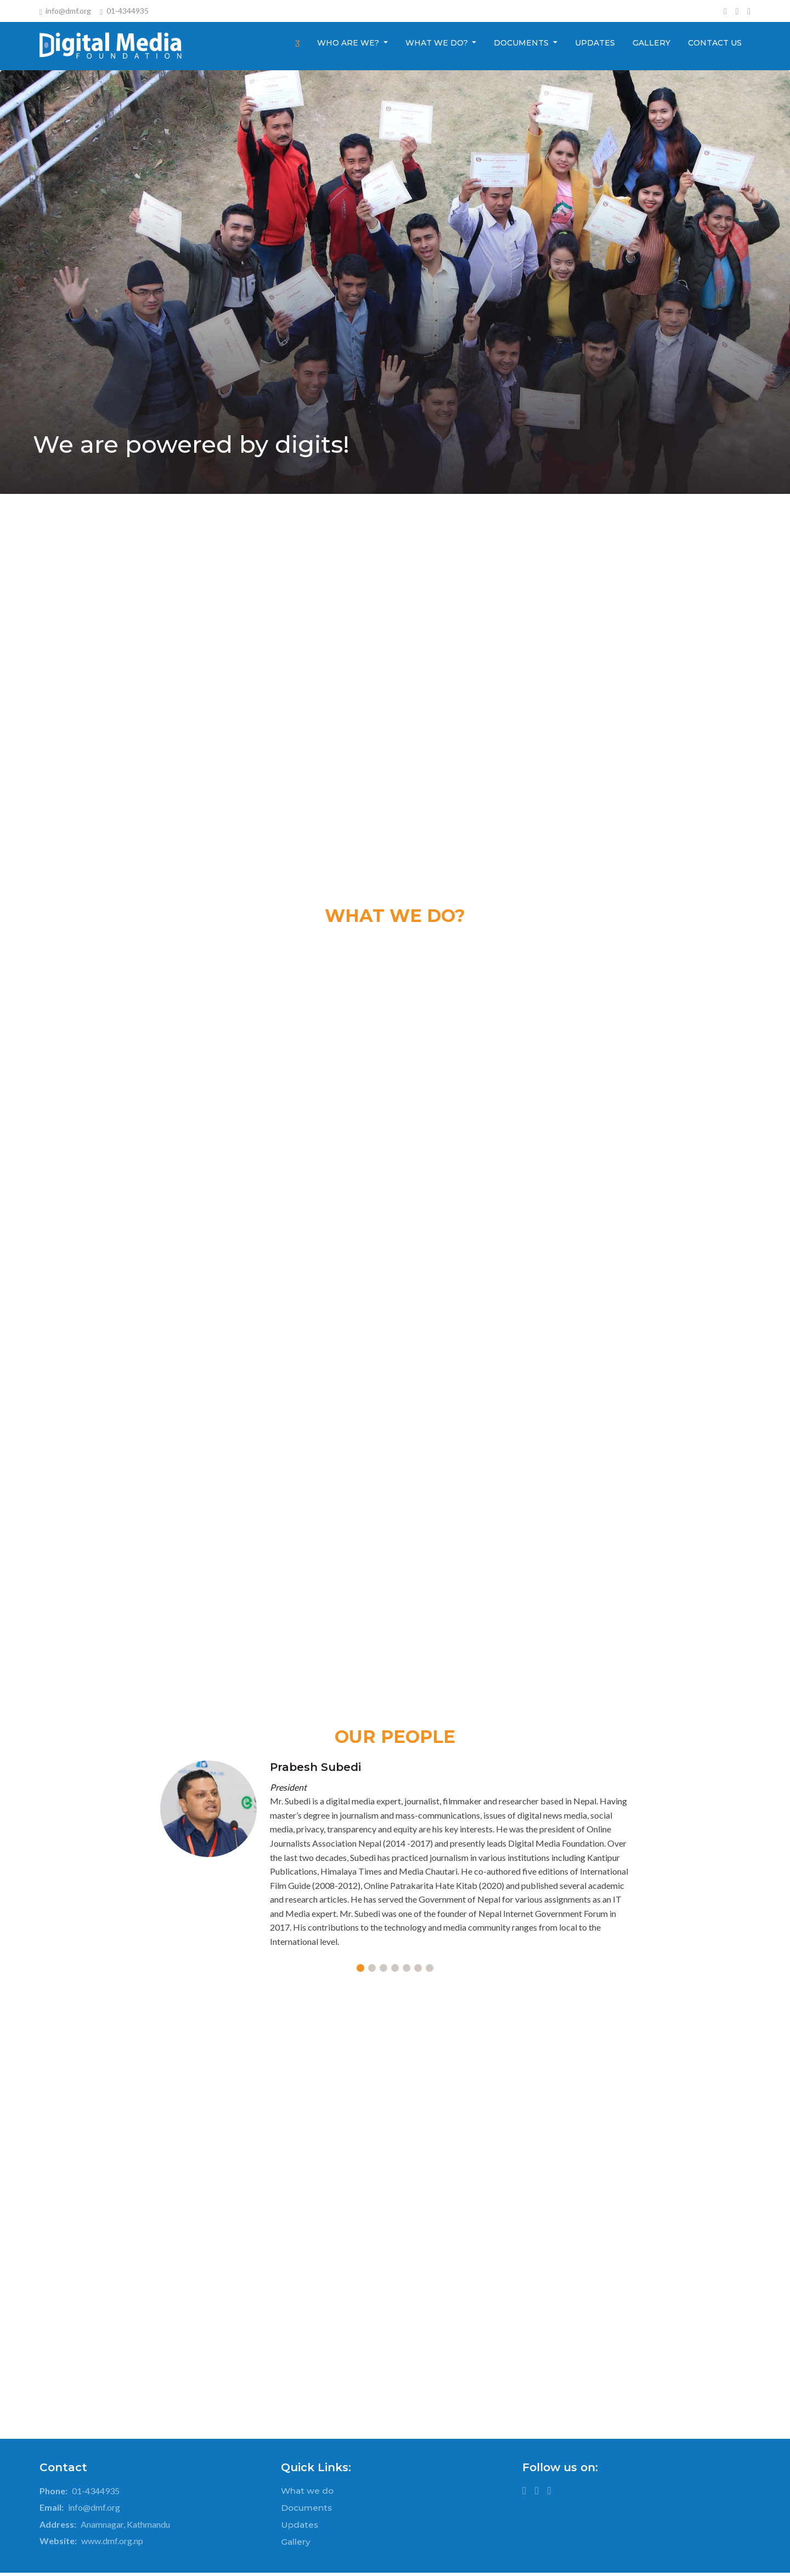 info@dmf.org 01-4344935
Digital Media
FOUNDATION
WHO ARE WE? WHAT WE DO? DOCUMENTS UPDATES GALLERY CONTACT US
We are powered by digits!
WHAT WE DO?
OUR PEOPLE
Prabesh Subedi
President
Mr. Subedi is a digital media expert, journalist, filmmaker and researcher based in Nepal. Having
master's degree in journalism and mass-communications, issues of digital news media, social
media, privacy, transparency and equity are his key interests. He was the president of Online
Journalists Association Nepal (2014 -2017) and presently leads Digital Media Foundation. Over
the last two decades, Subedi has practiced journalism in various institutions including Kantipur
Publications, Himalaya Times and Media Chautari. He co-authored five editions of International
Film Guide (2008-2012), Online Patrakarita Hate Kitab (2020) and published several academic
and research articles. He has served the Government of Nepal for various assignments as an IT
and Media expert. Mr. Subedi was one of the founder of Nepal Internet Government Forum in
2017. His contributions to the technology and media community ranges from local to the
International level.
Contact
Phone: 01-4344935
Email: info@dmf.org
Address: Anamnagar, Kathmandu
Website: www.dmf.org.np
Quick Links:
What we do
Documents
Updates
Gallery
Follow us on: